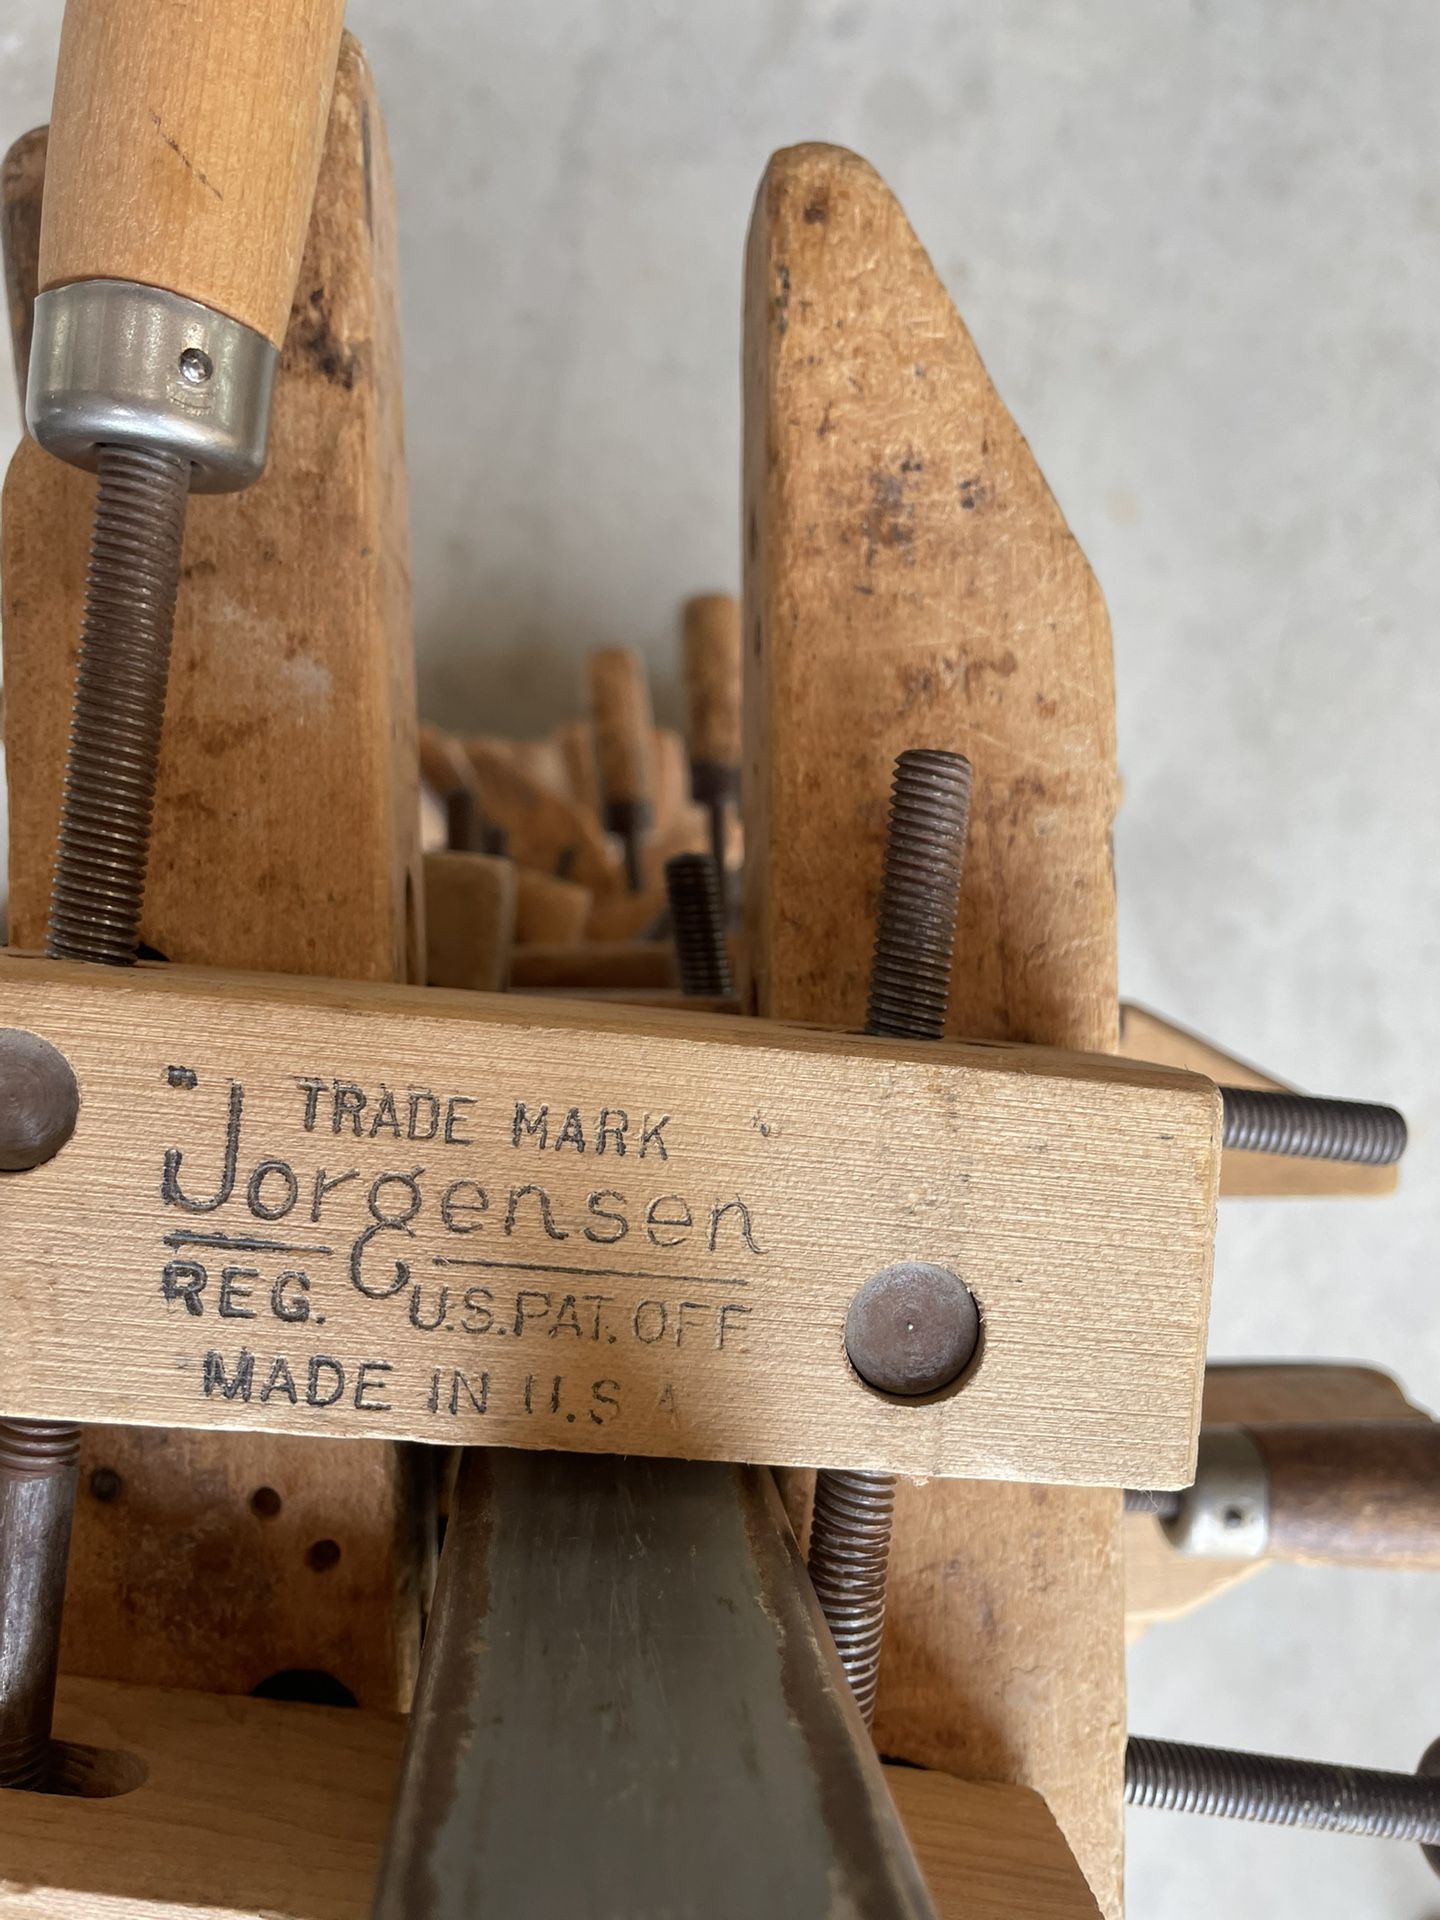 TRADE MARK
"Jorgensen"
REG. U.S.PAT.OFF.
MADE IN U.S.A